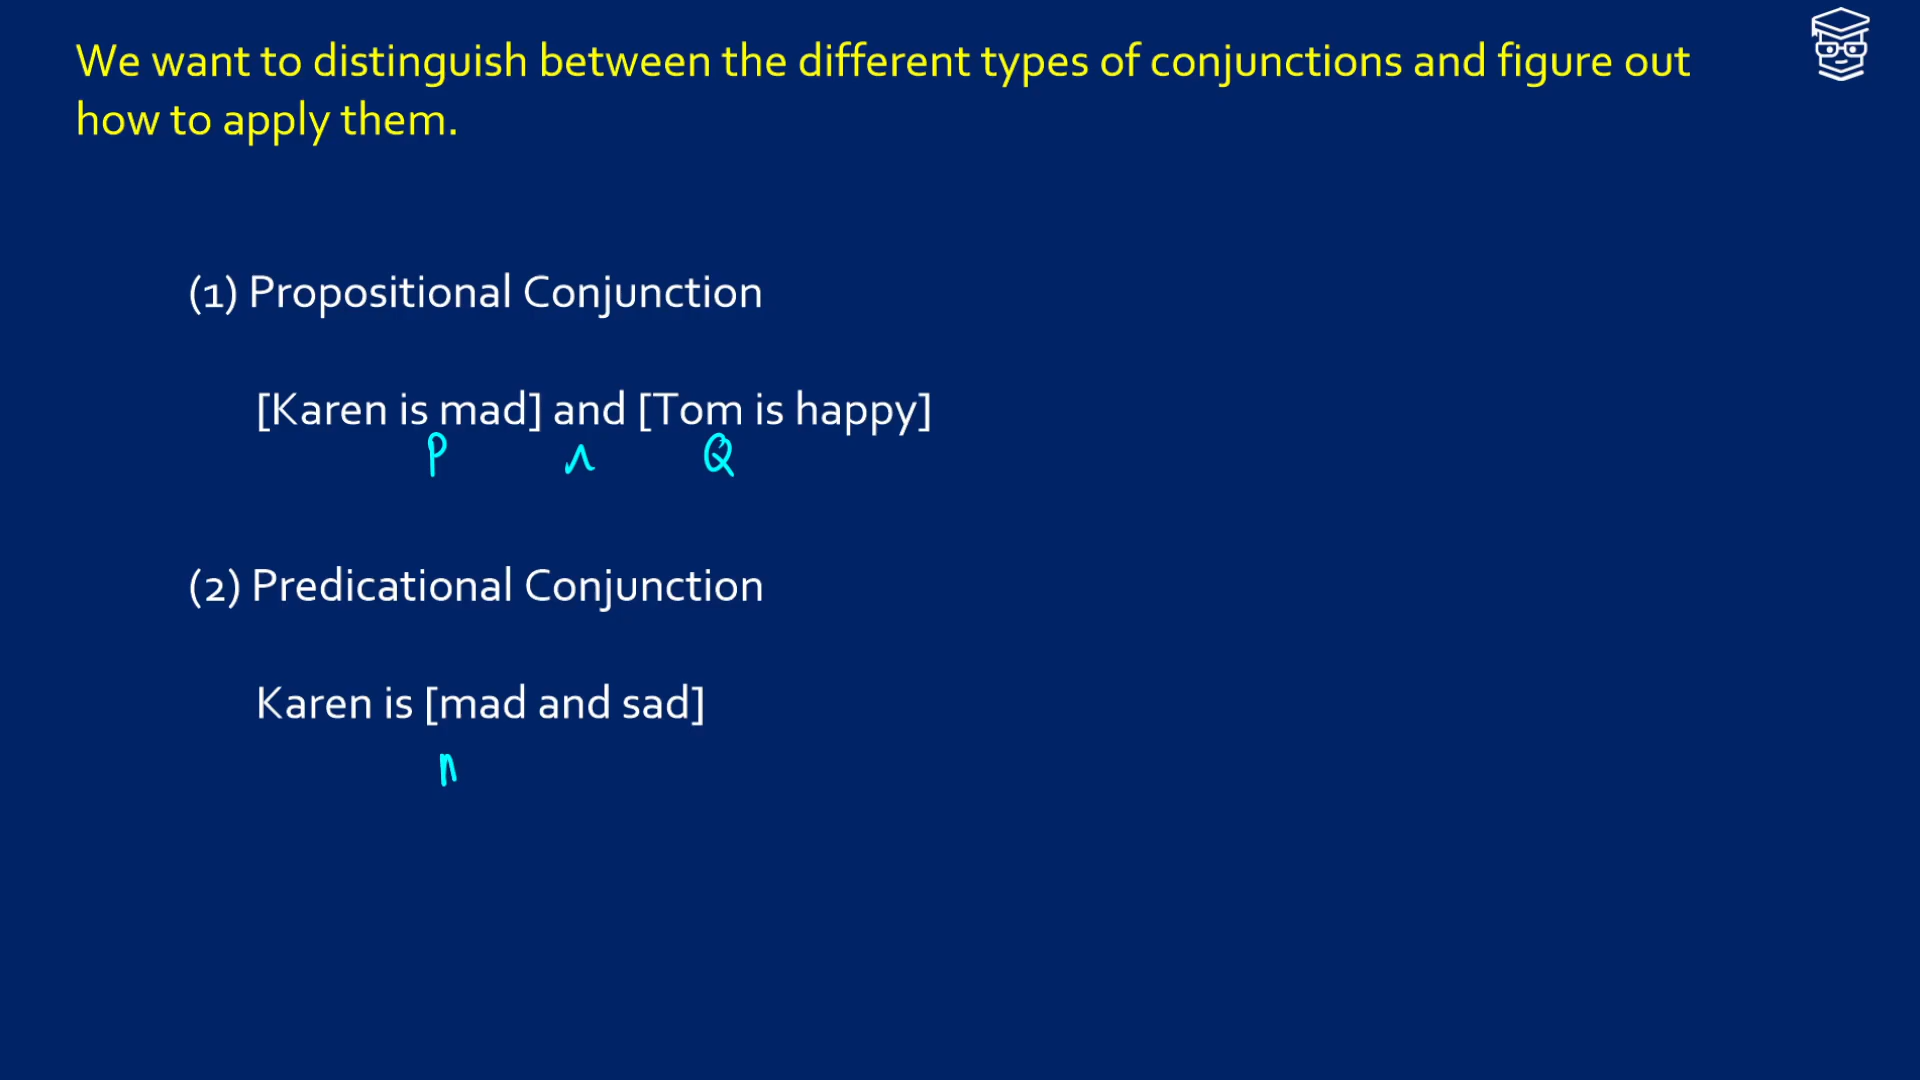 We want to distinguish between the different types of conjunctions and figure out
how to apply them.
(1) Propositional Conjunction
[Karen is mad] and [Tom is happy]
P ∧ Q
(2) Predicational Conjunction
Karen is [mad and sad]